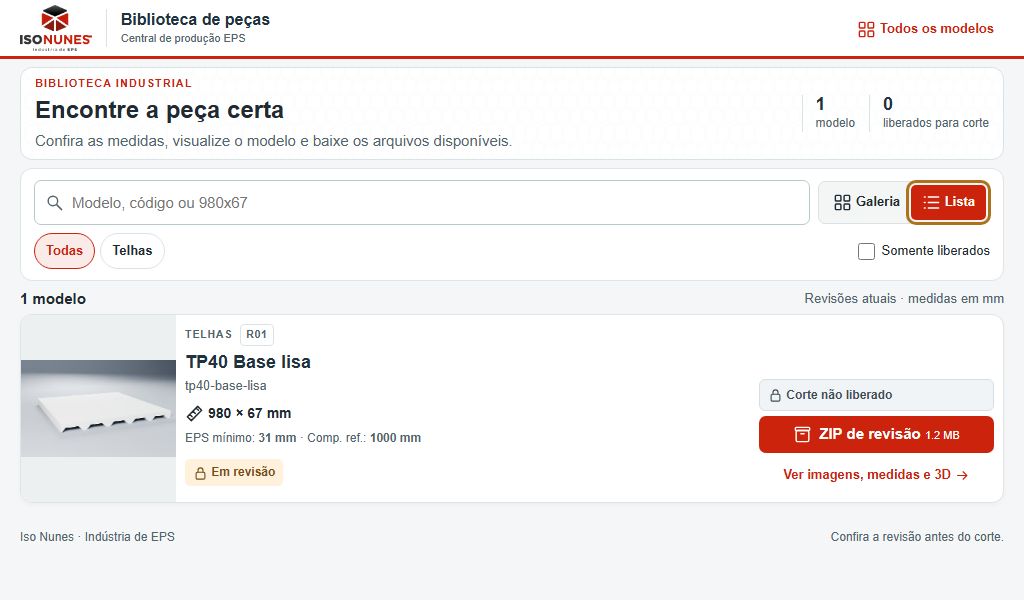 ISONUNES
Indústria de EPS
Biblioteca de peças
Central de produção EPS
Todos os modelos
BIBLIOTECA INDUSTRIAL
Encontre a peça certa
Confira as medidas, visualize o modelo e baixe os arquivos disponíveis.
1
modelo
0
liberados para corte
Modelo, código ou 980x67
Galeria
Lista
Todas
Telhas
Somente liberados
1 modelo
Revisões atuais · medidas em mm
TELHAS R01
TP40 Base lisa
tp40-base-lisa
980 × 67 mm
EPS mínimo: 31 mm · Comp. ref.: 1000 mm
Em revisão
Corte não liberado
ZIP de revisão 1.2 MB
Ver imagens, medidas e 3D →
Iso Nunes · Indústria de EPS
Confira a revisão antes do corte.